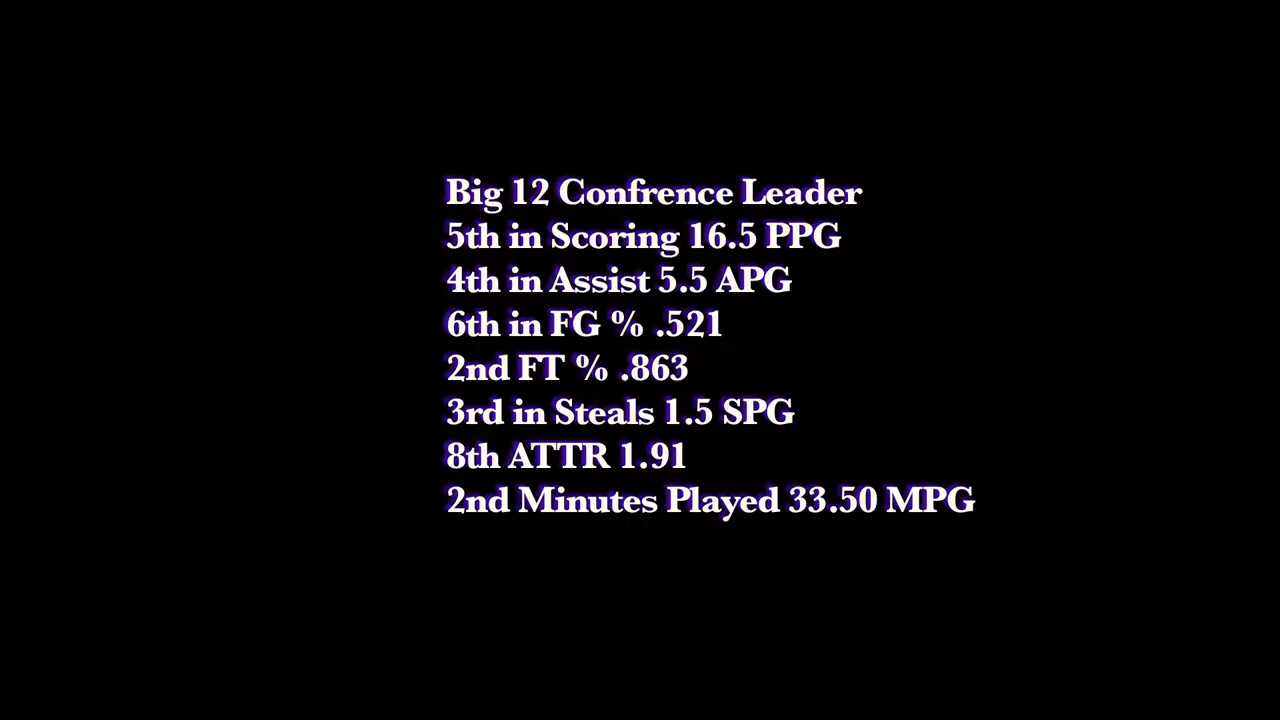 Big 12 Confrence Leader
5th in Scoring 16.5 PPG
4th in Assist 5.5 APG
6th in FG % .521
2nd FT % .863
3rd in Steals 1.5 SPG
8th ATTR 1.91
2nd Minutes Played 33.50 MPG